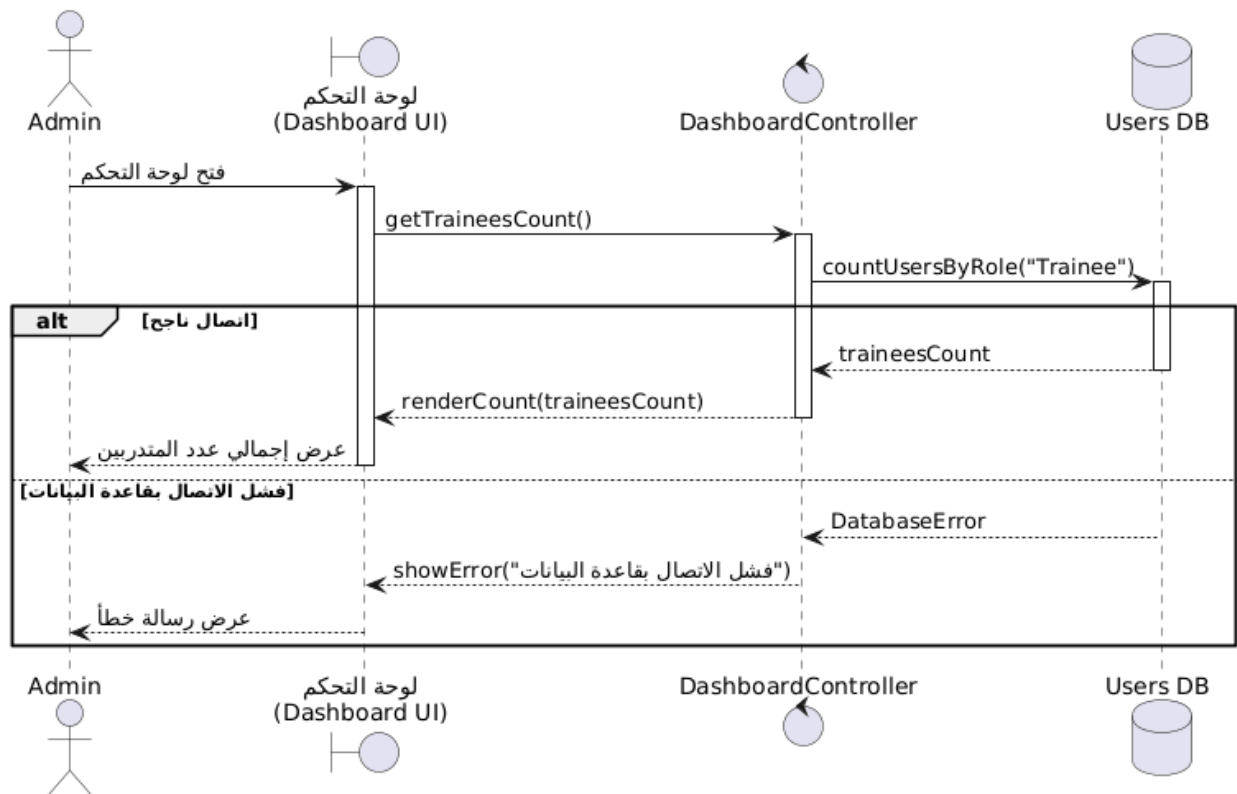 Admin
لوحة التحكم
(Dashboard UI)
DashboardController
Users DB
فتح لوحة التحكم
getTraineesCount()
countUsersByRole("Trainee")
alt
[اتصال ناجح]
traineesCount
renderCount(traineesCount)
عرض إجمالي عدد المتدربين
[فشل الاتصال بقاعدة البيانات]
DatabaseError
showError("فشل الاتصال بقاعدة البيانات")
عرض رسالة خطأ
Admin
لوحة التحكم
(Dashboard UI)
DashboardController
Users DB